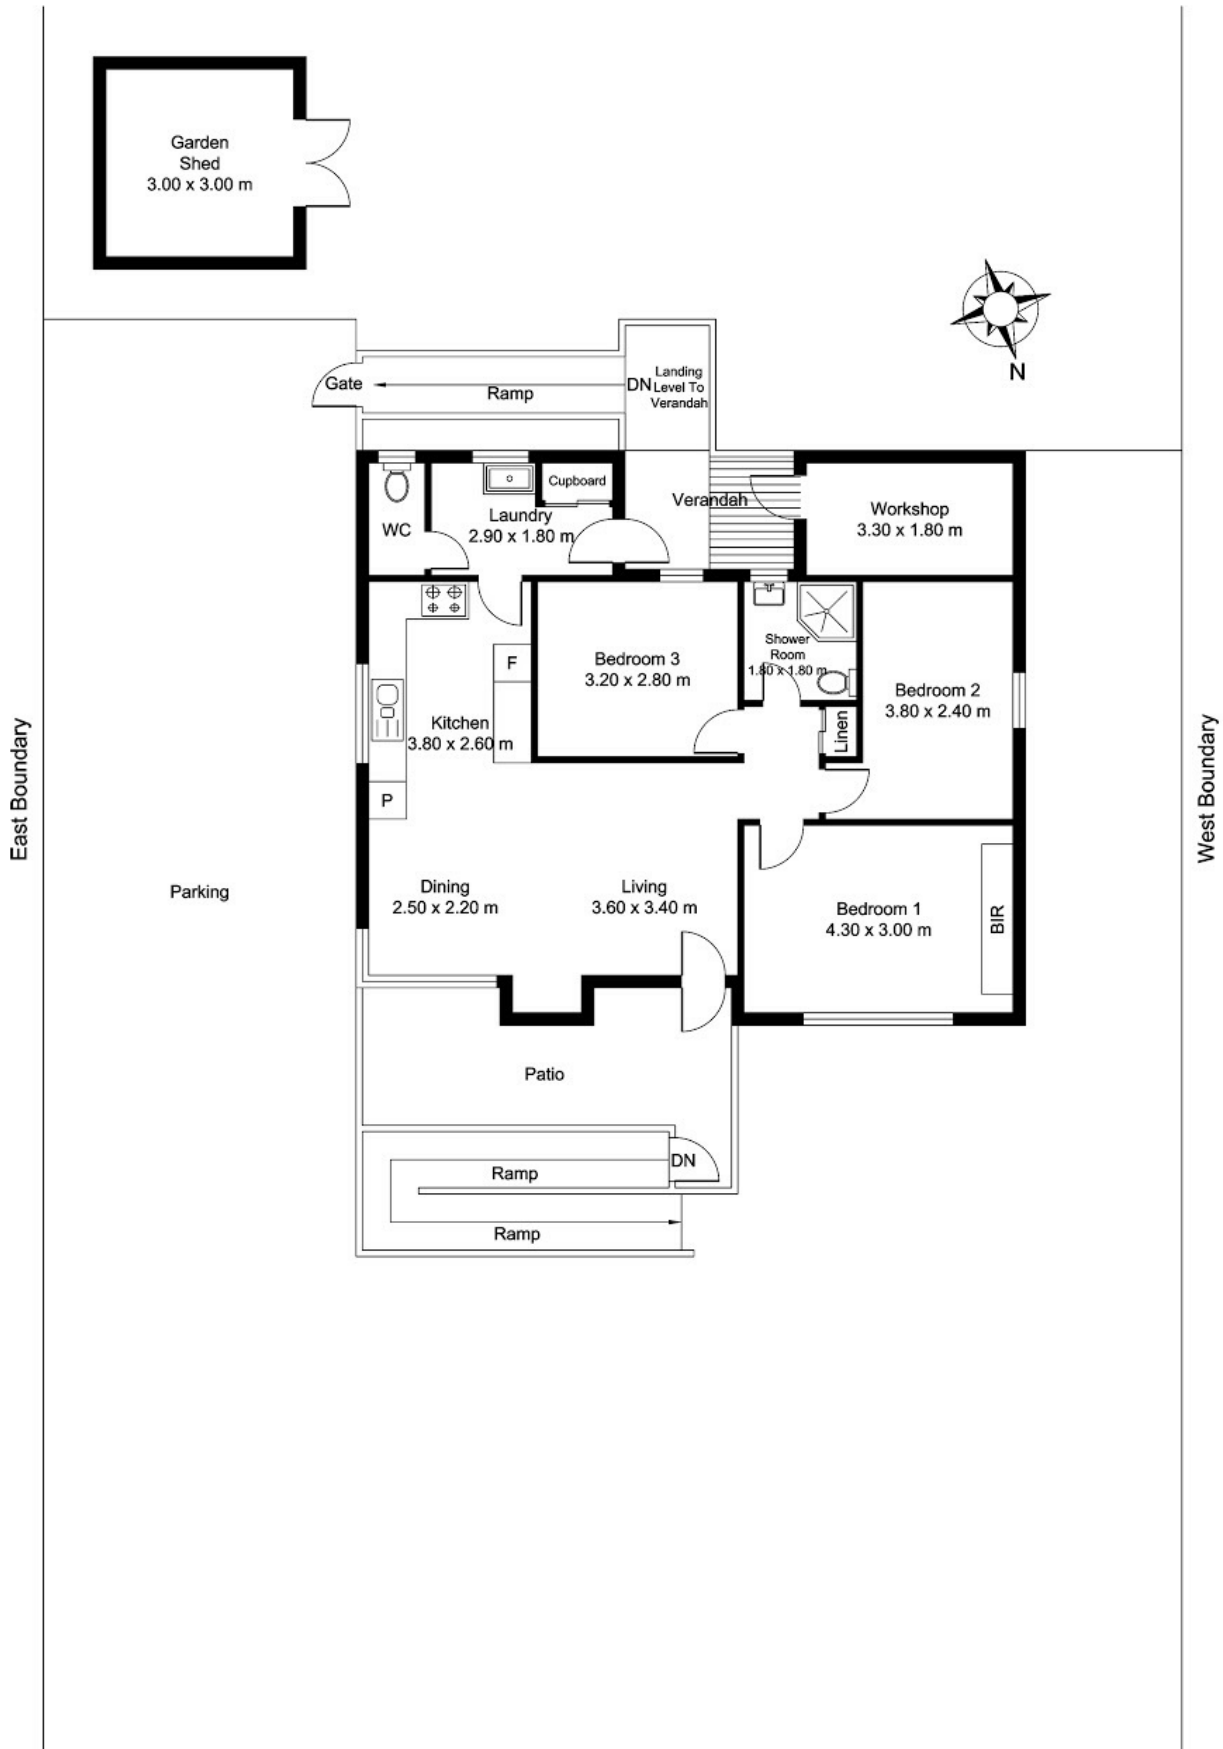 Garden
Shed
3.00 x 3.00 m
N
Gate
Ramp
DN
Landing
Level To
Verandah
Cupboard
WC
Laundry
2.90 x 1.80 m
Verandah
Workshop
3.30 x 1.80 m
F
Bedroom 3
3.20 x 2.80 m
Shower
Room
1.80 x 1.80 m
Bedroom 2
3.80 x 2.40 m
Kitchen
3.80 x 2.60 m
Linen
P
East Boundary
West Boundary
Parking
Dining
2.50 x 2.20 m
Living
3.60 x 3.40 m
Bedroom 1
4.30 x 3.00 m
BIR
Patio
DN
Ramp
Ramp